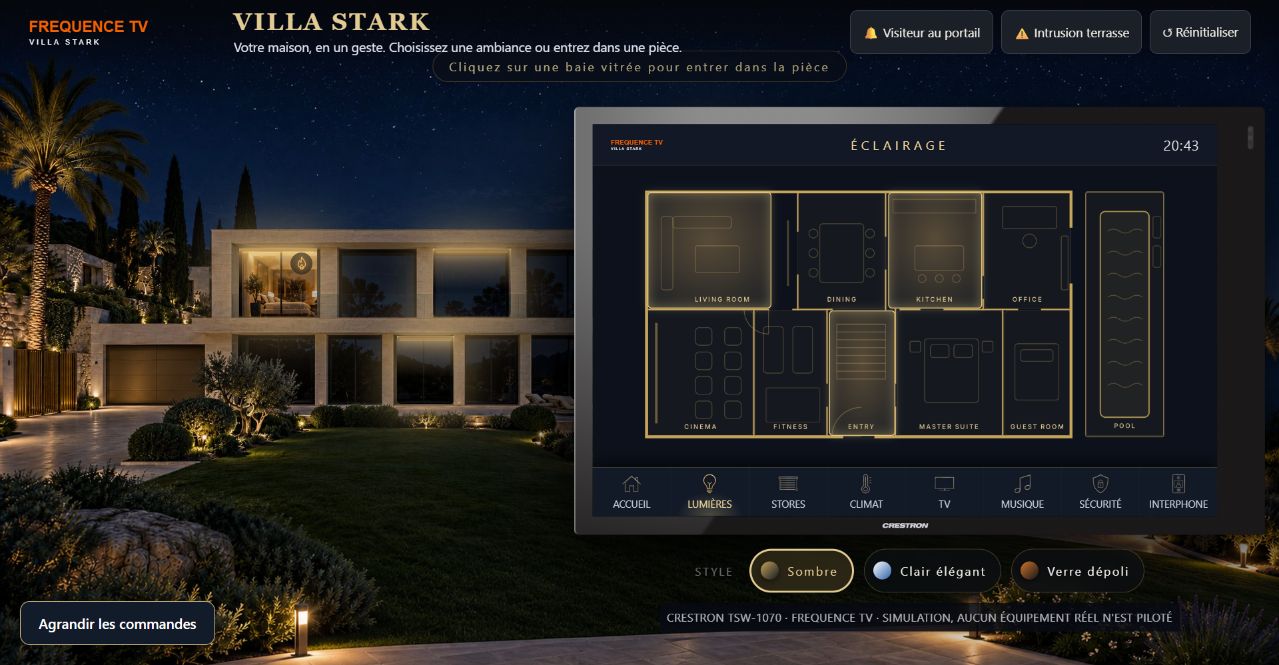 FREQUENCE TV
VILLA STARK
VILLA STARK
Votre maison, en un geste. Choisissez une ambiance ou entrez dans une pièce.
🔔 Visiteur au portail
⚠ Intrusion terrasse
↺ Réinitialiser
Cliquez sur une baie vitrée pour entrer dans la pièce
FREQUENCE TV
VILLA STARK
ÉCLAIRAGE
20:43
LIVING ROOM
DINING
KITCHEN
OFFICE
CINEMA
FITNESS
ENTRY
MASTER SUITE
GUEST ROOM
POOL
ACCUEIL
LUMIÈRES
STORES
CLIMAT
TV
MUSIQUE
SÉCURITÉ
INTERPHONE
CRESTRON
STYLE
Sombre
Clair élégant
Verre dépoli
Agrandir les commandes
CRESTRON TSW-1070 · FREQUENCE TV · SIMULATION, AUCUN ÉQUIPEMENT RÉEL N'EST PILOTÉ